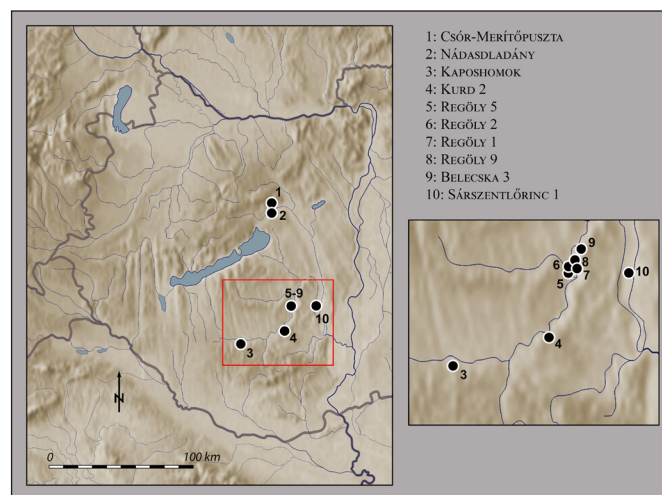 1: Csór-Merítőpuszta
2: Nádasdladány
3: Kaposhomok
4: Kurd 2
5: Regöly 5
6: Regöly 2
7: Regöly 1
8: Regöly 9
9: Belecska 3
10: Sárszentlőrinc 1
1
2
5-9
10
4
3
N
0 100 km
9
8
6
7
10
5
4
3